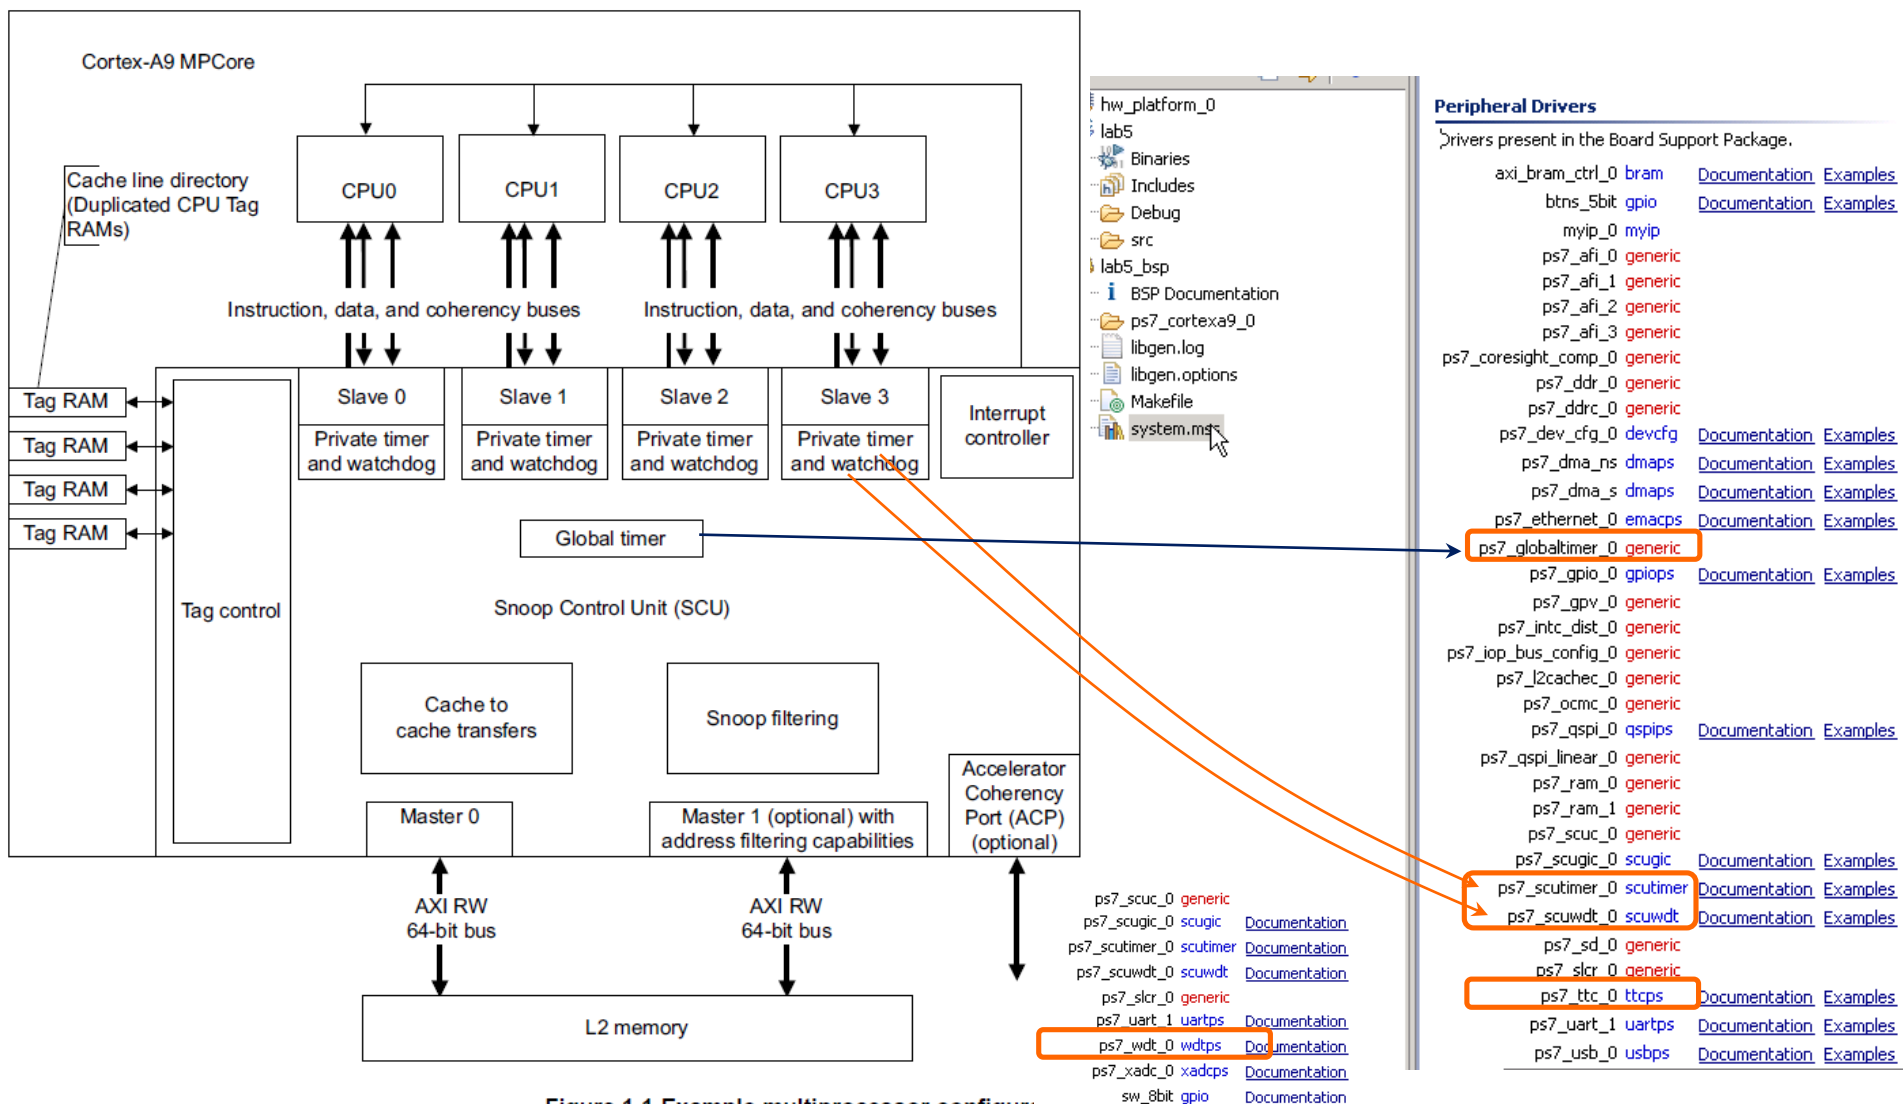 Cortex-A9 MPCore
Cache line directory
(Duplicated CPU Tag
RAMs)
CPU0
CPU1
CPU2
CPU3
Instruction, data, and coherency buses
Instruction, data, and coherency buses
Tag RAM
Tag RAM
Tag RAM
Tag RAM
Tag control
Slave 0
Private timer
and watchdog
Slave 1
Private timer
and watchdog
Slave 2
Private timer
and watchdog
Slave 3
Private timer
and watchdog
Interrupt
controller
Global timer
Snoop Control Unit (SCU)
Cache to
cache transfers
Snoop filtering
Master 0
Master 1 (optional) with
address filtering capabilities
Accelerator
Coherency
Port (ACP)
(optional)
AXI RW
64-bit bus
AXI RW
64-bit bus
L2 memory
Figure 1-1 Example multiprocessor
hw_platform_0
lab5
Binaries
Includes
Debug
src
lab5_bsp
BSP Documentation
ps7_cortexa9_0
libgen.log
libgen.options
Makefile
system.mss
ps7_scuc_0 generic
ps7_scugic_0 scugic Documentation
ps7_scutimer_0 scutimer Documentation
ps7_scuwdt_0 scuwdt Documentation
ps7_slcr_0 generic
ps7_uart_1 uartps Documentation
ps7_wdt_0 wdtps Documentation
ps7_xadc_0 xadcps Documentation
sw_8bit gpio Documentation
Peripheral Drivers
Drivers present in the Board Support Package.
axi_bram_ctrl_0 bram Documentation Examples
btns_5bit gpio Documentation Examples
myip_0 myip
ps7_afi_0 generic
ps7_afi_1 generic
ps7_afi_2 generic
ps7_afi_3 generic
ps7_coresight_comp_0 generic
ps7_ddr_0 generic
ps7_ddrc_0 generic
ps7_dev_cfg_0 devcfg Documentation Examples
ps7_dma_ns dmaps Documentation Examples
ps7_dma_s dmaps Documentation Examples
ps7_ethernet_0 emacps Documentation Examples
ps7_globaltimer_0 generic
ps7_gpio_0 gpiops Documentation Examples
ps7_gpv_0 generic
ps7_intc_dist_0 generic
ps7_iop_bus_config_0 generic
ps7_l2cachec_0 generic
ps7_ocmc_0 generic
ps7_qspi_0 qspips Documentation Examples
ps7_qspi_linear_0 generic
ps7_ram_0 generic
ps7_ram_1 generic
ps7_scuc_0 generic
ps7_scugic_0 scugic Documentation Examples
ps7_scutimer_0 scutimer Documentation Examples
ps7_scuwdt_0 scuwdt Documentation Examples
ps7_sd_0 generic
ps7_slcr_0 generic
ps7_ttc_0 ttcps Documentation Examples
ps7_uart_1 uartps Documentation Examples
ps7_usb_0 usbps Documentation Examples